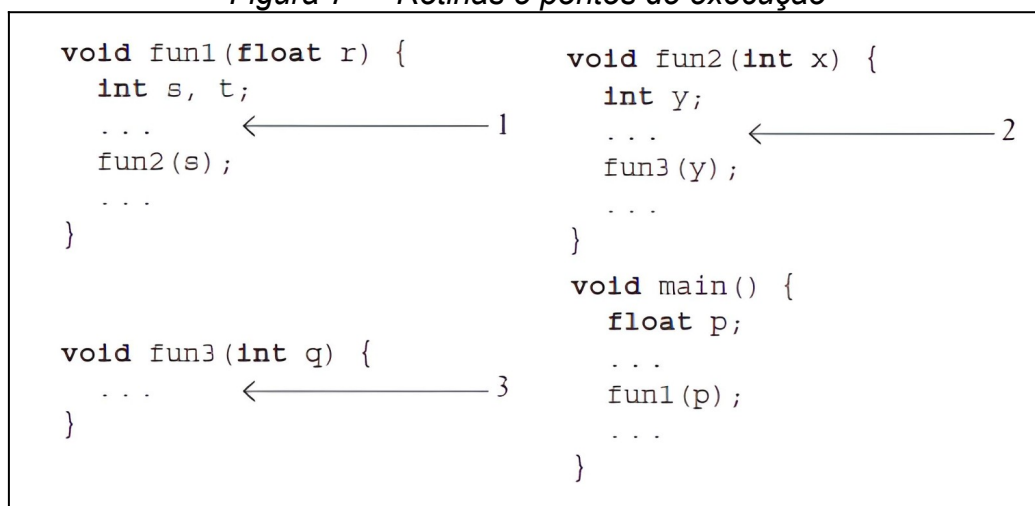 Figura Rotinas e pontos de execução
void fun1(float r) {
int s, t;
... 1
fun2(s);
...
}
void fun3(int q) {
... 3
}
void fun2(int x) {
int y;
... 2
fun3(y);
...
}
void main() {
float p;
...
fun1(p);
...
}